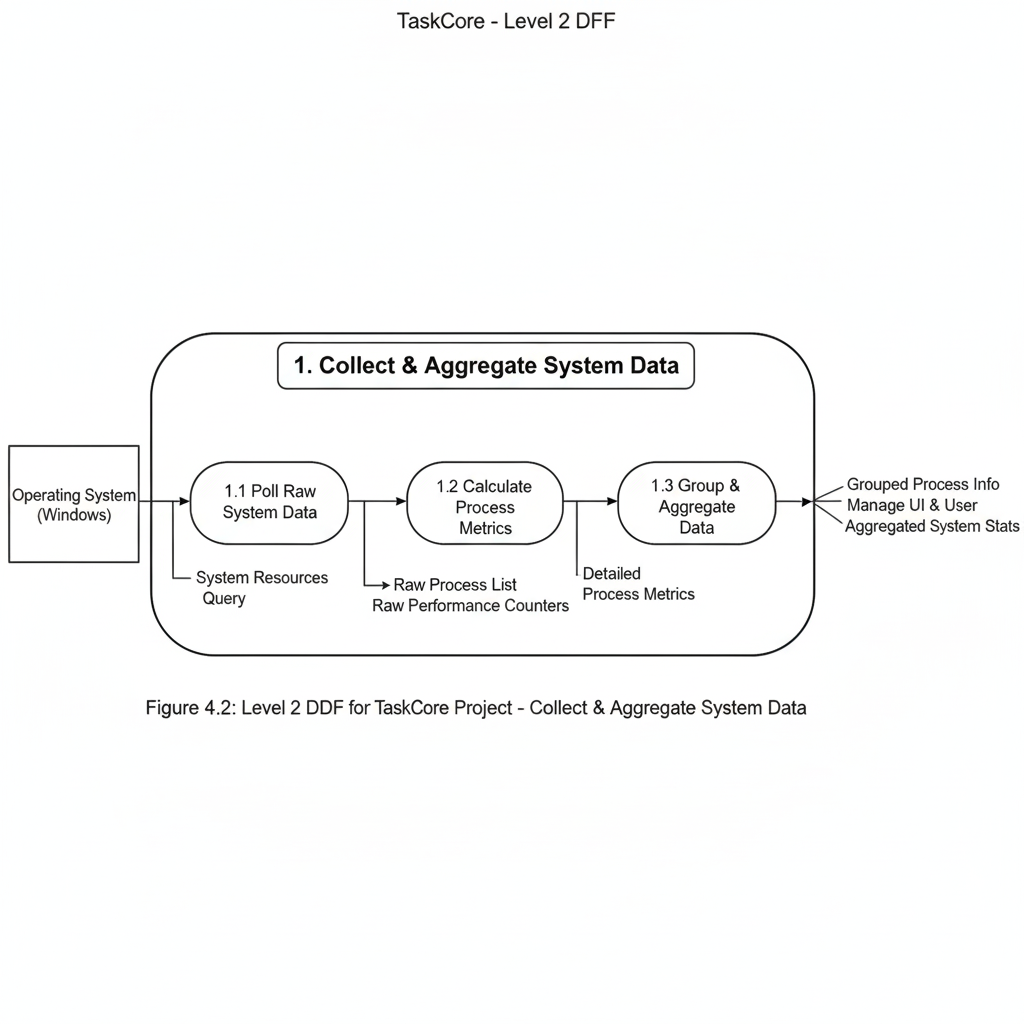 TaskCore - Level 2 DFF
1. Collect & Aggregate System Data
Operating System
(Windows)
1.1 Poll Raw
System Data
1.2 Calculate
Process
Metrics
1.3 Group &
Aggregate
Data
Grouped Process Info
Manage UI & User
Aggregated System Stats
System Resources
Query
Raw Process List
Raw Performance Counters
Detailed
Process Metrics
Figure 4.2: Level 2 DDF for TaskCore Project - Collect & Aggregate System Data